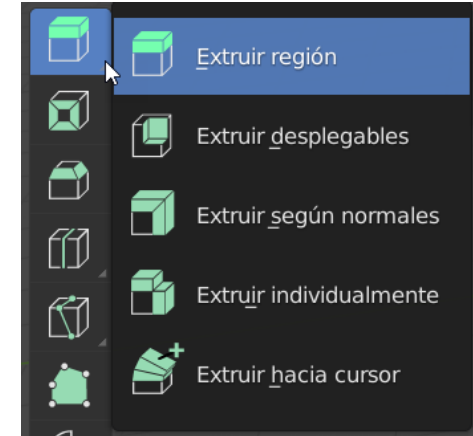 Extruir región
Extruir desplegables
Extruir según normales
Extruir individualmente
Extruir hacia cursor